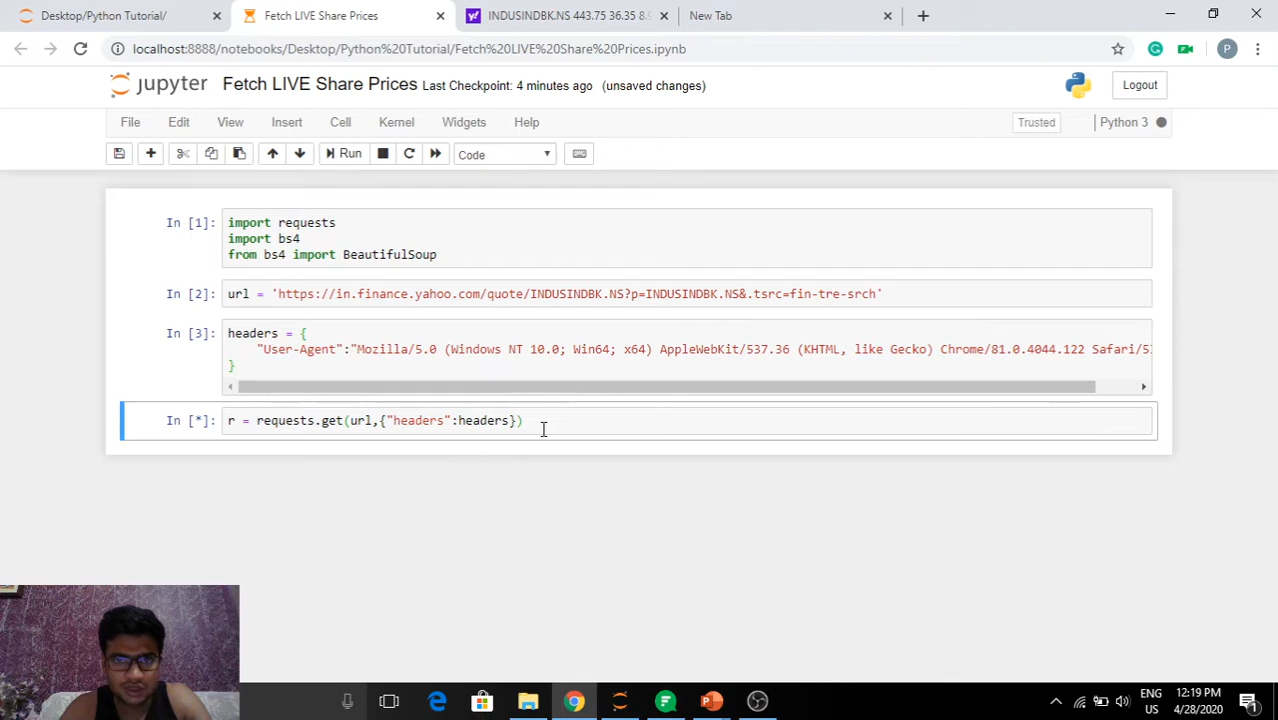 Desktop/Python Tutorial/
Fetch LIVE Share Prices
INDUSINDBK.NS 443.75 36.35 8.9
New Tab
localhost:8888/notebooks/Desktop/Python%20Tutorial/Fetch%20LIVE%20Share%20Prices.ipynb
P
jupyter Fetch LIVE Share Prices Last Checkpoint: 4 minutes ago (unsaved changes)
Logout
File Edit View Insert Cell Kernel Widgets Help
Trusted
Python 3
Run
Code
In [1]: import requests
import bs4
from bs4 import BeautifulSoup
In [2]: url = 'https://in.finance.yahoo.com/quote/INDUSINDBK.NS?p=INDUSINDBK.NS&.tsrc=fin-tre-srch'
In [3]: headers = {
"User-Agent":"Mozilla/5.0 (Windows NT 10.0; Win64; x64) AppleWebKit/537.36 (KHTML, like Gecko) Chrome/81.0.4044.122 Safari/53
}
In [*]: r = requests.get(url,{"headers":headers})
ENG
US
12:19 PM
4/28/2020
1